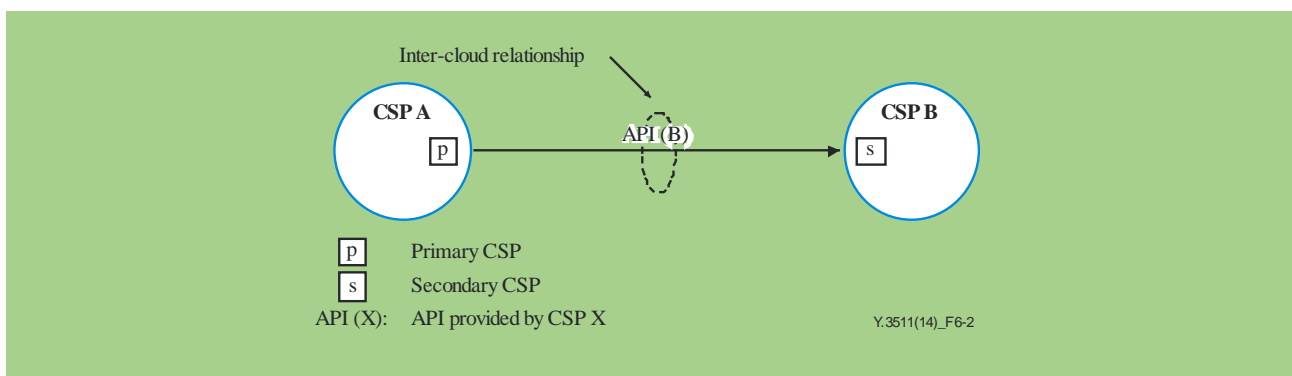 Inter-cloud relationship
CSP A
CSP B
API (B)
p
s
p Primary CSP
s Secondary CSP
API (X): API provided by CSP X
Y.3511(14)_F6-2